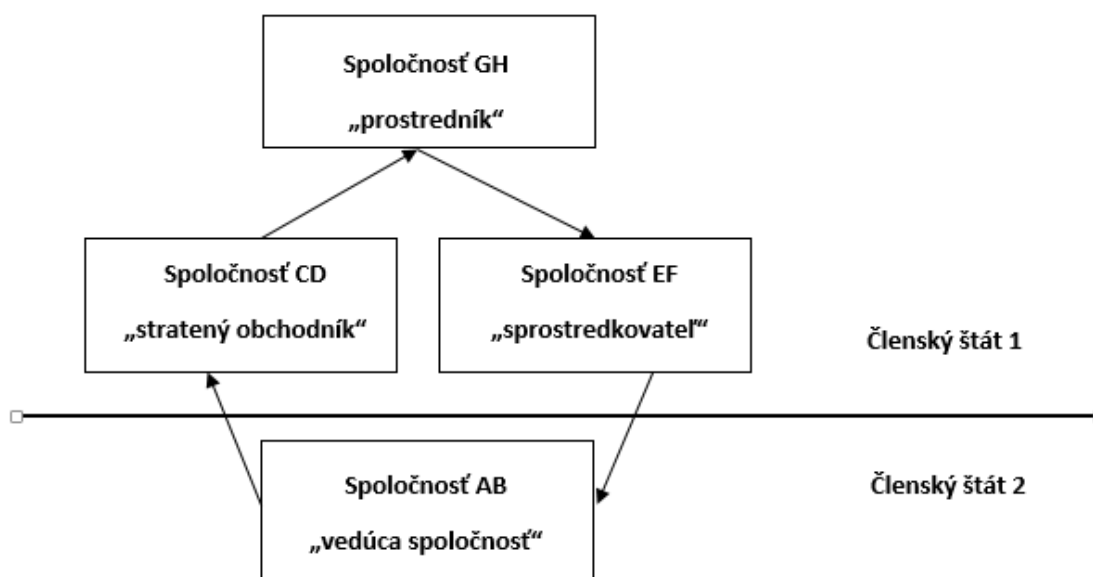 Spoločnosť GH
„prostredník“
Spoločnosť CD
„stratený obchodník“
Spoločnosť EF
„sprostredkovateľ“
Členský štát 1
Spoločnosť AB
„vedúca spoločnosť“
Členský štát 2